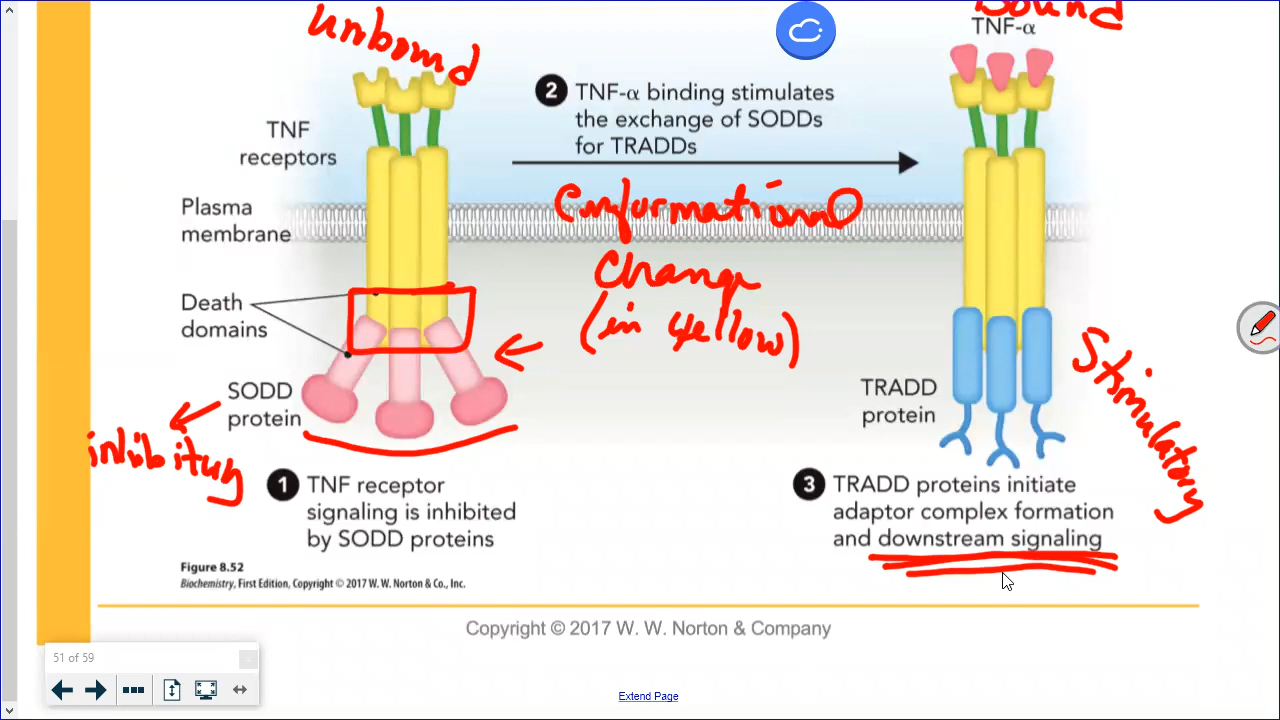 unbound
Bound
TNF-α
2 TNF-α binding stimulates
the exchange of SODDs
for TRADDs
TNF
receptors
conformational
change
(in yellow)
Plasma
membrane
Death
domains
SODD
protein
inhibitory
TRADD
protein
Stimulatory
1 TNF receptor
signaling is inhibited
by SODD proteins
3 TRADD proteins initiate
adaptor complex formation
and downstream signaling
Figure 8.52
Biochemistry, First Edition, Copyright © 2017 W. W. Norton & Co., Inc.
Copyright © 2017 W. W. Norton & Company
51 of 59
Extend Page